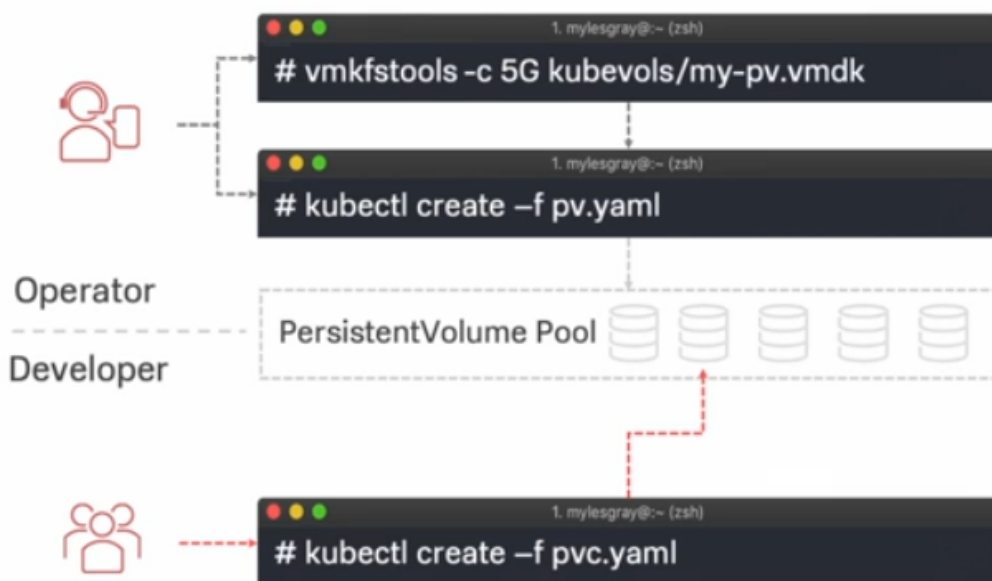 1. mylesgray@:~ (zsh)
# vmkfstools -c 5G kubevols/my-pv.vmdk
1. mylesgray@:~ (zsh)
# kubectl create –f pv.yaml
Operator
PersistentVolume Pool
Developer
1. mylesgray@:~ (zsh)
# kubectl create –f pvc.yaml